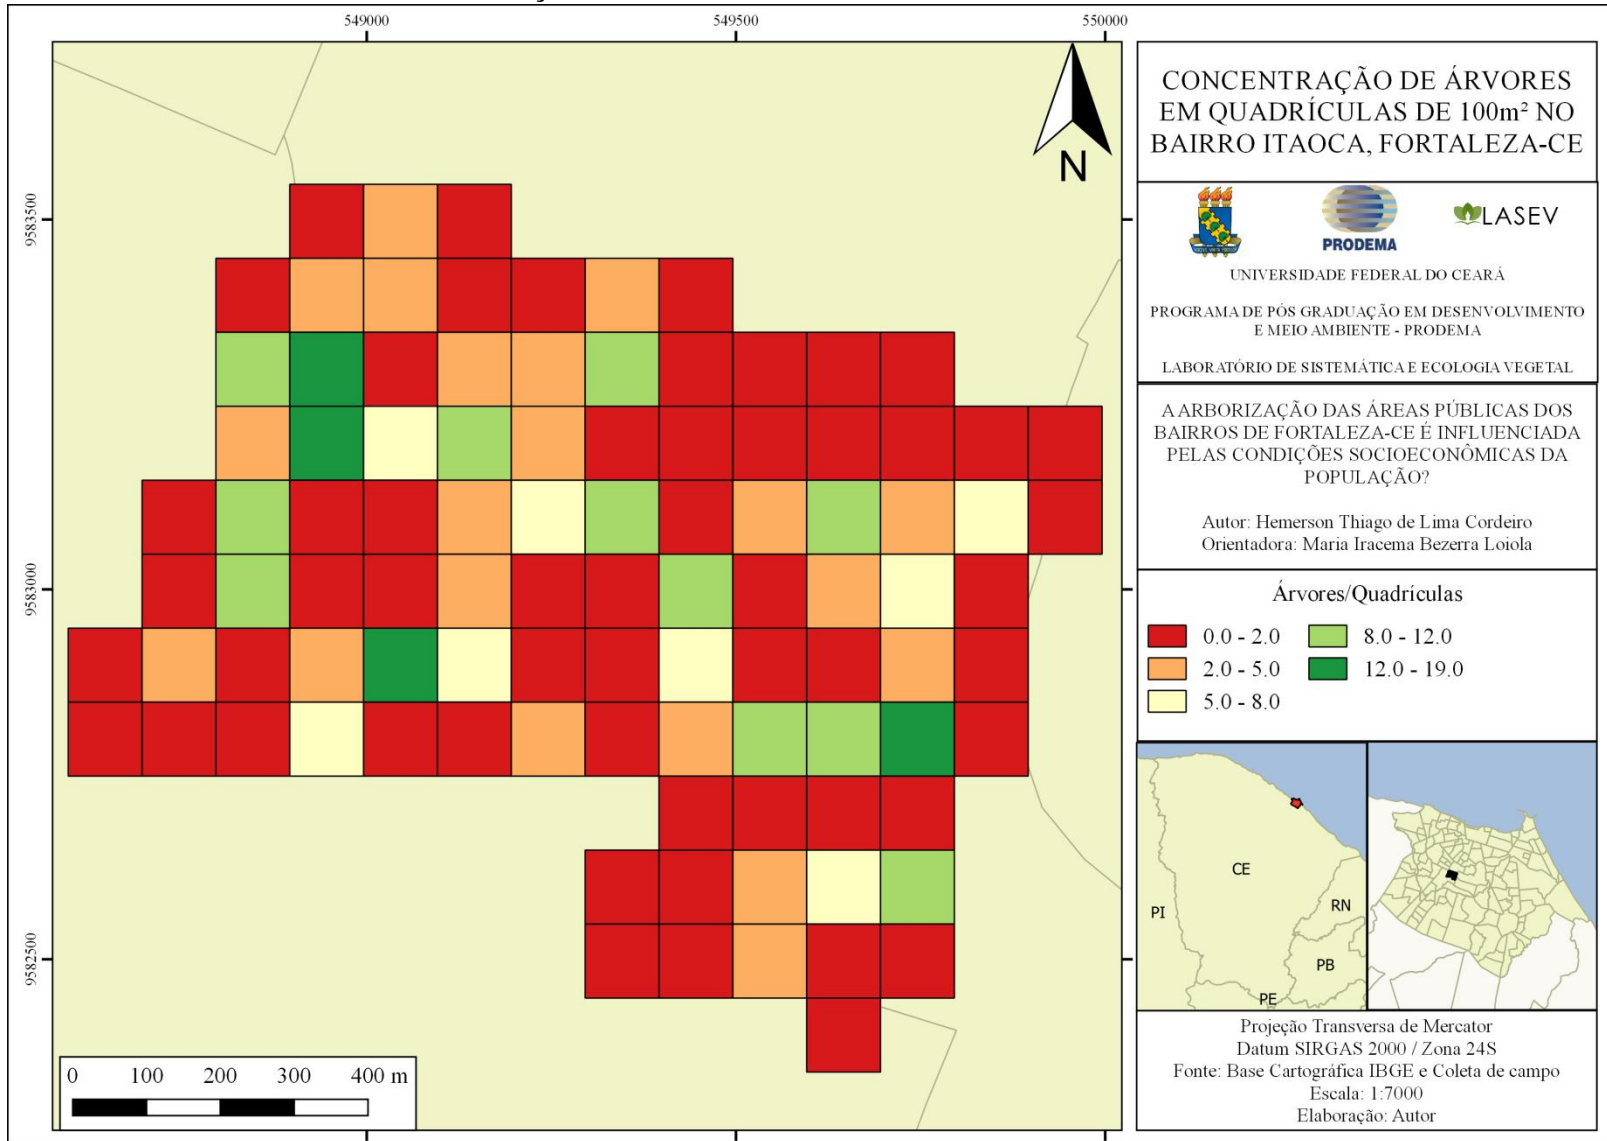 549000
549500
550000
9583500
9583000
9582500
N
0 100 200 300 400 m
CONCENTRAÇÃO DE ÁRVORES
EM QUADRÍCULAS DE 100m² NO
BAIRRO ITAOCA, FORTALEZA-CE
PRODEMA
LASEV
UNIVERSIDADE FEDERAL DO CEARÁ
PROGRAMA DE PÓS GRADUAÇÃO EM DESENVOLVIMENTO
E MEIO AMBIENTE - PRODEMA
LABORATÓRIO DE SISTEMÁTICA E ECOLOGIA VEGETAL
A ARBORIZAÇÃO DAS ÁREAS PÚBLICAS DOS
BAIRROS DE FORTALEZA-CE É INFLUENCIADA
PELAS CONDIÇÕES SOCIOECONÔMICAS DA
POPULAÇÃO?
Autor: Hemerson Thiago de Lima Cordeiro
Orientadora: Maria Iracema Bezerra Loiola
Árvores/Quadrículas
0.0 - 2.0
2.0 - 5.0
5.0 - 8.0
8.0 - 12.0
12.0 - 19.0
CE
PI
RN
PB
PE
Projeção Transversa de Mercator
Datum SIRGAS 2000 / Zona 24S
Fonte: Base Cartográfica IBGE e Coleta de campo
Escala: 1:7000
Elaboração: Autor